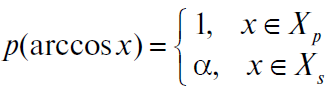 p(arccos x) = { 1, x ∈ X_p
α, x ∈ X_s